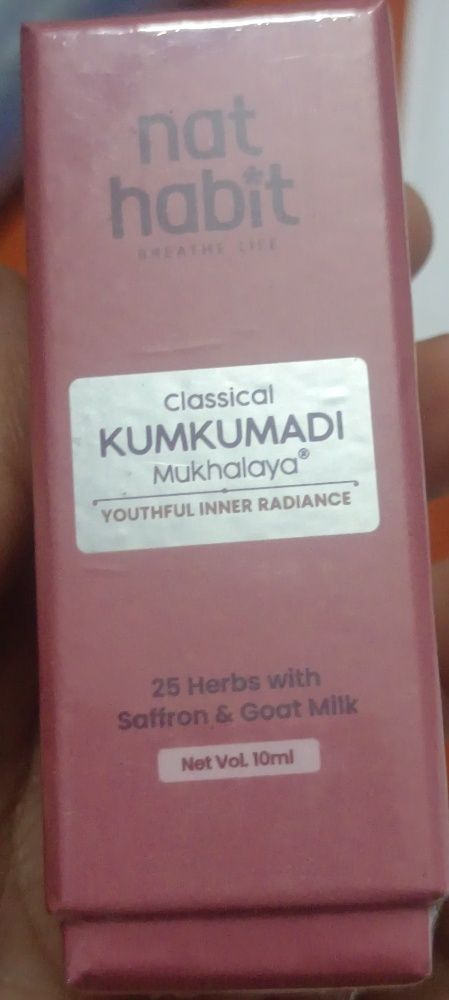 nat
habit
BREATHE LIFE
Classical
KUMKUMADI
Mukhalaya®
YOUTHFUL INNER RADIANCE
25 Herbs with
Saffron & Goat Milk
Net Vol. 10ml